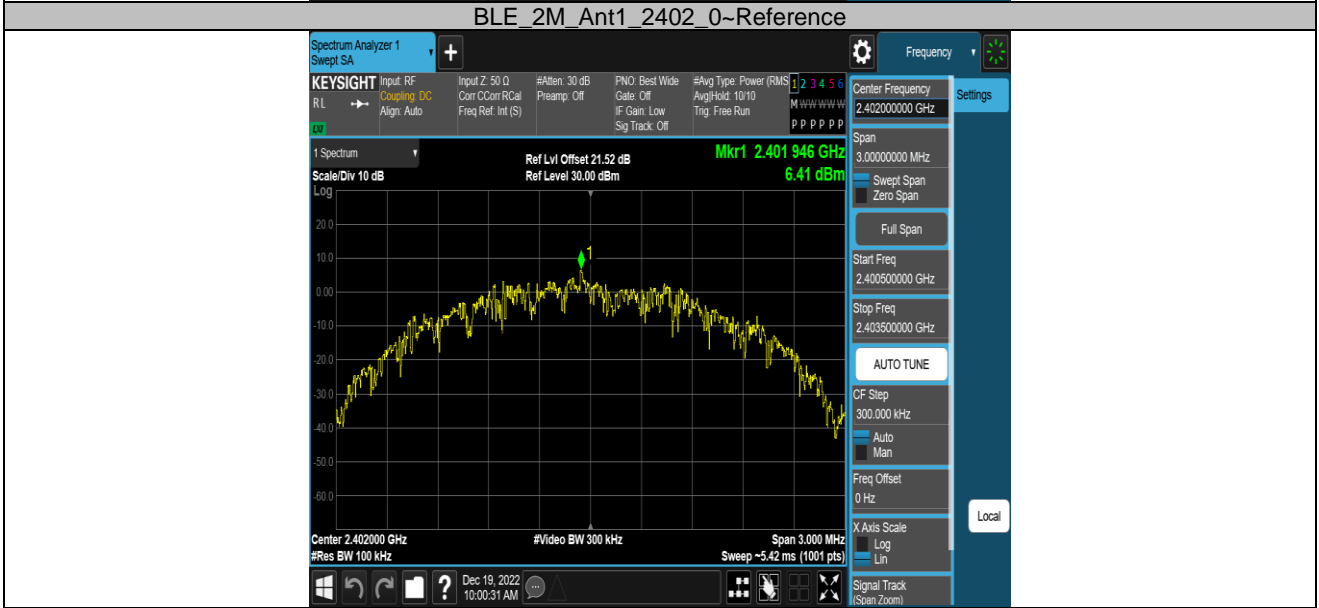 BLE_2M_Ant1_2402_0~Reference
Spectrum Analyzer 1
Swept SA
+
Frequency
KEYSIGHT
RL
LXI
Input: RF
Coupling: DC
Align: Auto
Input Z: 50 Ω
Corr CCorr RCal
Freq Ref: Int (S)
#Atten: 30 dB
Preamp: Off
PNO: Best Wide
Gate: Off
IF Gain: Low
Sig Track: Off
#Avg Type: Power (RMS
Avg|Hold: 10/10
Trig: Free Run
1 2 3 4 5 6
M W W W W W
P P P P P P
1 Spectrum
Scale/Div 10 dB
Ref Lvl Offset 21.52 dB
Ref Level 30.00 dBm
Mkr1 2.401 946 GHz
6.41 dBm
Log
20.0
10.0
0.00
-10.0
-20.0
-30.0
-40.0
-50.0
-60.0
1
Center 2.402000 GHz
#Res BW 100 kHz
#Video BW 300 kHz
Span 3.000 MHz
Sweep ~5.42 ms (1001 pts)
?
Dec 19, 2022
10:00:31 AM
Center Frequency
2.402000000 GHz
Settings
Span
3.00000000 MHz
Swept Span
Zero Span
Full Span
Start Freq
2.400500000 GHz
Stop Freq
2.403500000 GHz
AUTO TUNE
CF Step
300.000 kHz
Auto
Man
Freq Offset
0 Hz
X Axis Scale
Log
Lin
Local
Signal Track
(Span Zoom)